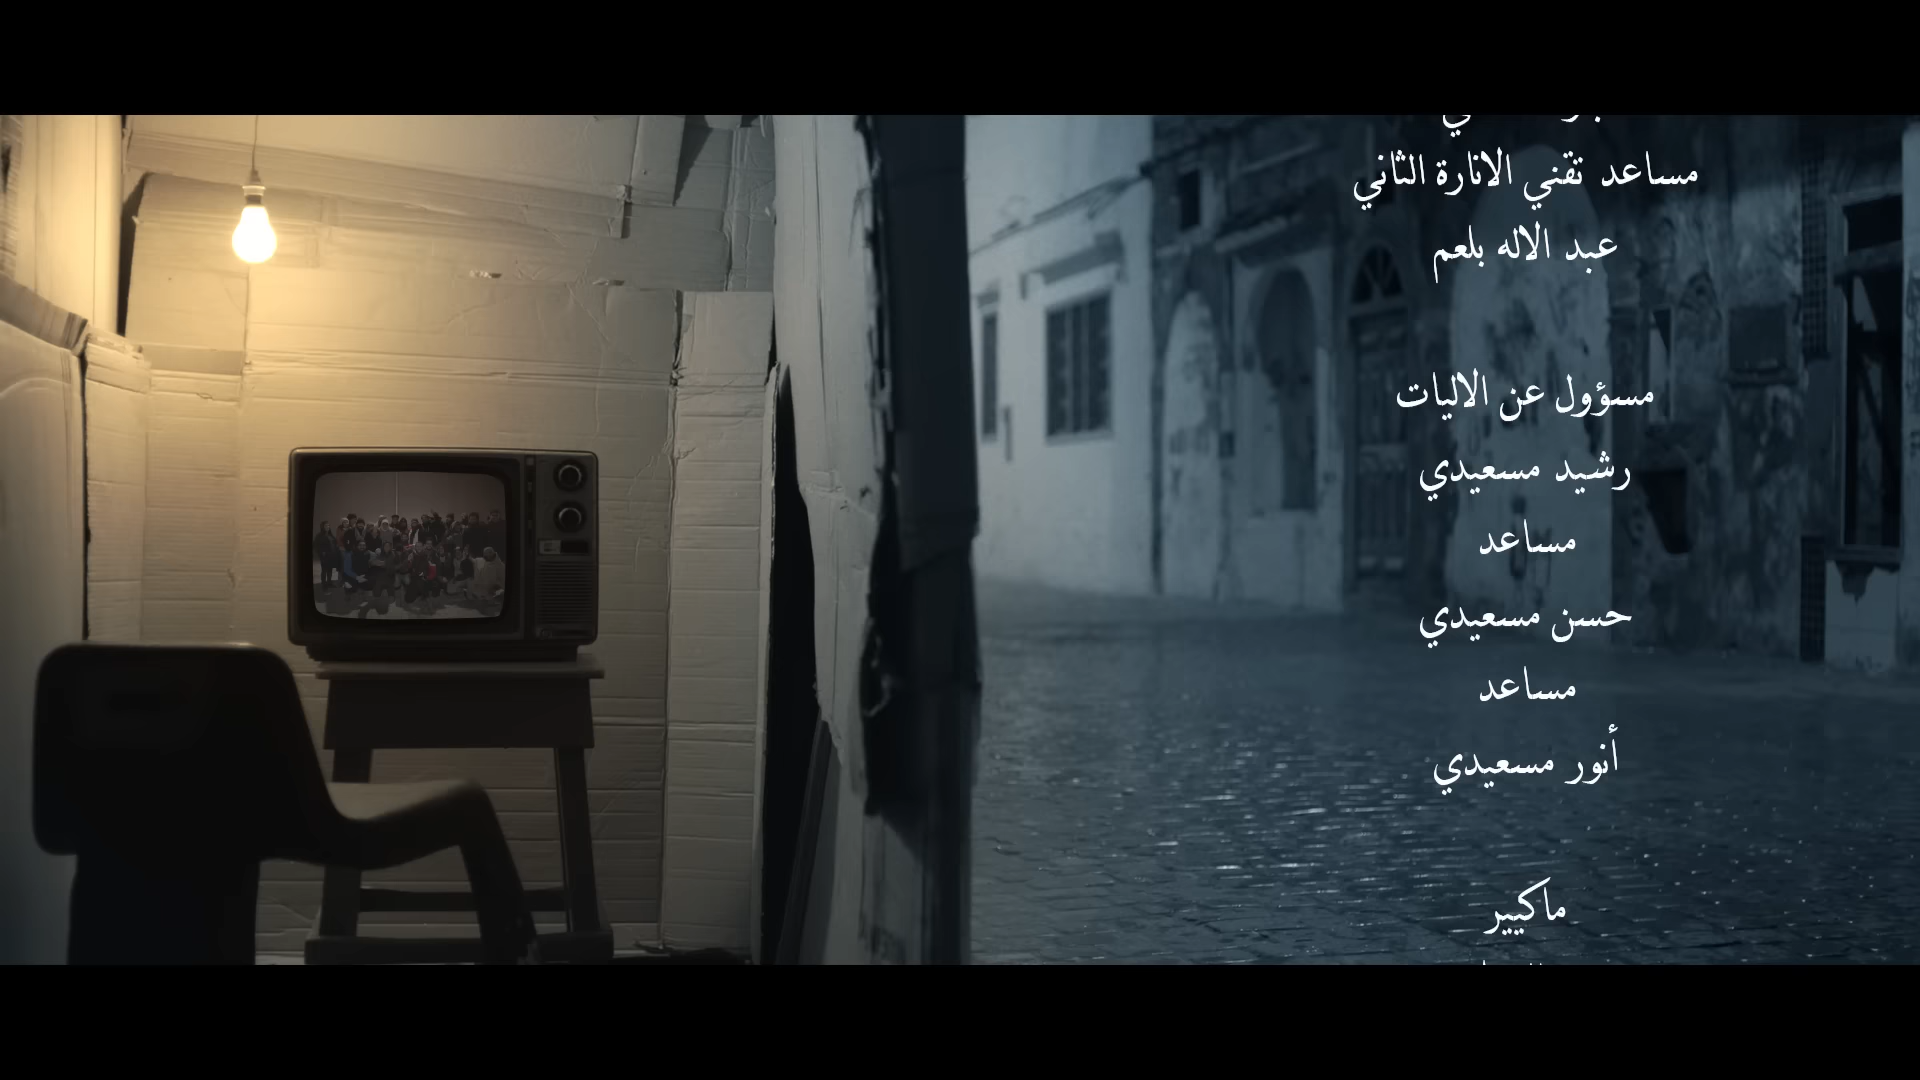 مساعد تقني الانارة الثاني
عبد الاله بلعم
مسؤول عن الاليات
رشيد مسعيدي
مساعد
حسن مسعيدي
مساعد
أنور مسعيدي
ماكيير